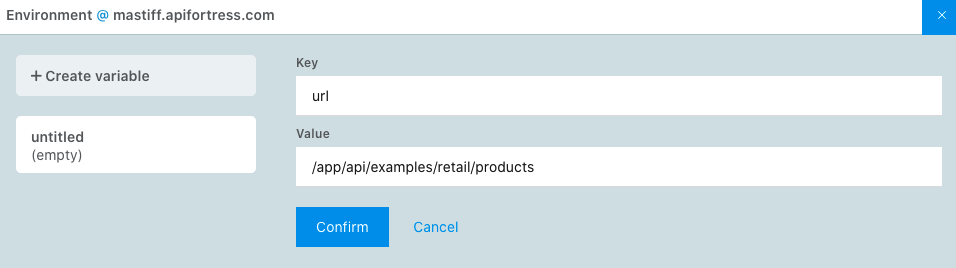 Environment @ mastiff.apifortress.com
×
+ Create variable
untitled
(empty)
Key
url
Value
/app/api/examples/retail/products
Confirm
Cancel